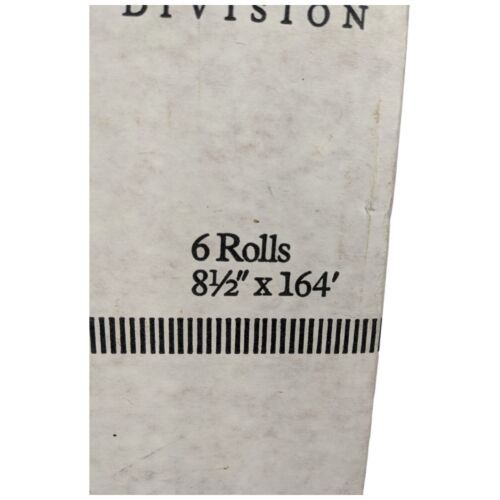 DIVISION
6 Rolls
8½" x 164'